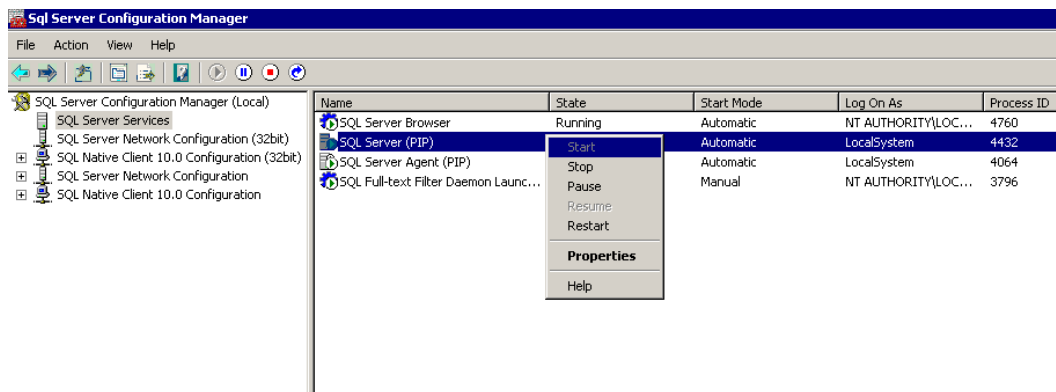 Sql Server Configuration Manager
File Action View Help
SQL Server Configuration Manager (Local)
SQL Server Services
SQL Server Network Configuration (32bit)
SQL Native Client 10.0 Configuration (32bit)
SQL Server Network Configuration
SQL Native Client 10.0 Configuration
Name State Start Mode Log On As Process ID
SQL Server Browser Running Automatic NT AUTHORITY\LOC... 4760
SQL Server (PIP) Automatic LocalSystem 4432
SQL Server Agent (PIP) Automatic LocalSystem 4064
SQL Full-text Filter Daemon Launc... Manual NT AUTHORITY\LOC... 3796
Start
Stop
Pause
Resume
Restart
Properties
Help